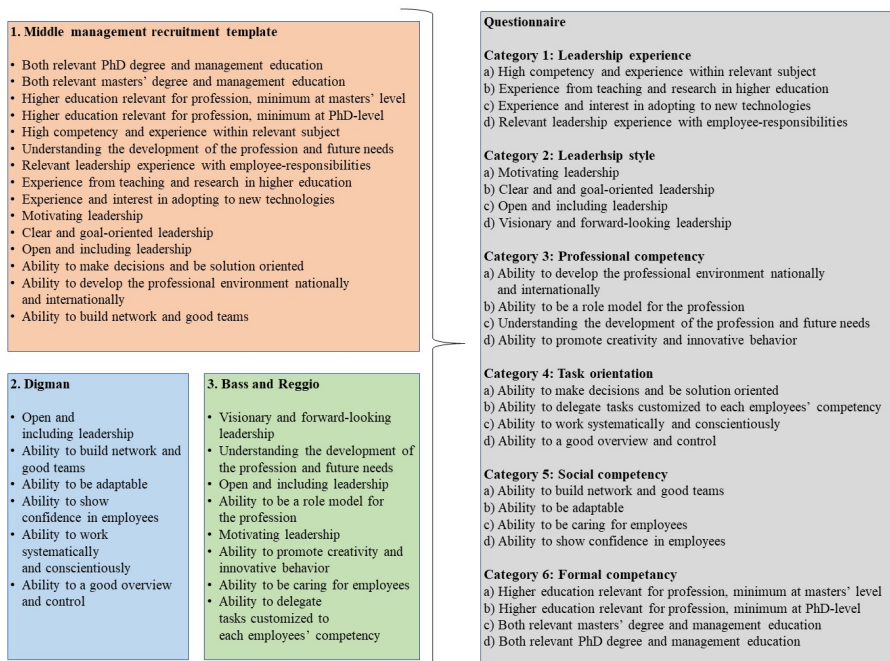 1. Middle management recruitment template
• Both relevant PhD degree and management education
• Both relevant masters' degree and management education
• Higher education relevant for profession, minimum at masters' level
• Higher education relevant for profession, minimum at PhD-level
• High competency and experience within relevant subject
• Understanding the development of the profession and future needs
• Relevant leadership experience with employee-responsibilities
• Experience from teaching and research in higher education
• Experience and interest in adopting to new technologies
• Motivating leadership
• Clear and goal-oriented leadership
• Open and including leadership
• Ability to make decisions and be solution oriented
• Ability to develop the professional environment nationally
and internationally
• Ability to build network and good teams
2. Digman
• Open and
including leadership
• Ability to build network and
good teams
• Ability to be adaptable
• Ability to show
confidence in employees
• Ability to work
systematically
and conscientiously
• Ability to a good overview
and control
3. Bass and Reggio
• Visionary and forward-looking
leadership
• Understanding the development of
the profession and future needs
• Open and including leadership
• Ability to be a role model for
the profession
• Motivating leadership
• Ability to promote creativity and
innovative behavior
• Ability to be caring for employees
• Ability to delegate
tasks customized to
each employees' competency
Questionnaire
Category 1: Leadership experience
a) High competency and experience within relevant subject
b) Experience from teaching and research in higher education
c) Experience and interest in adopting to new technologies
d) Relevant leadership experience with employee-responsibilities
Category 2: Leaderhsip style
a) Motivating leadership
b) Clear and and goal-oriented leadership
c) Open and including leadership
d) Visionary and forward-looking leadership
Category 3: Professional competency
a) Ability to develop the professional environment nationally
and internationally
b) Ability to be a role model for the profession
c) Understanding the development of the profession and future needs
d) Ability to promote creativity and innovative behavior
Category 4: Task orientation
a) Ability to make decisions and be solution oriented
b) Ability to delegate tasks customized to each employees' competency
c) Ability to work systematically and conscientiously
d) Ability to a good overview and control
Category 5: Social competency
a) Ability to build network and good teams
b) Ability to be adaptable
c) Ability to be caring for employees
d) Ability to show confidence in employees
Category 6: Formal competancy
a) Higher education relevant for profession, minimum at masters' level
b) Higher education relevant for profession, minimum at PhD-level
c) Both relevant masters' degree and management education
d) Both relevant PhD degree and management education